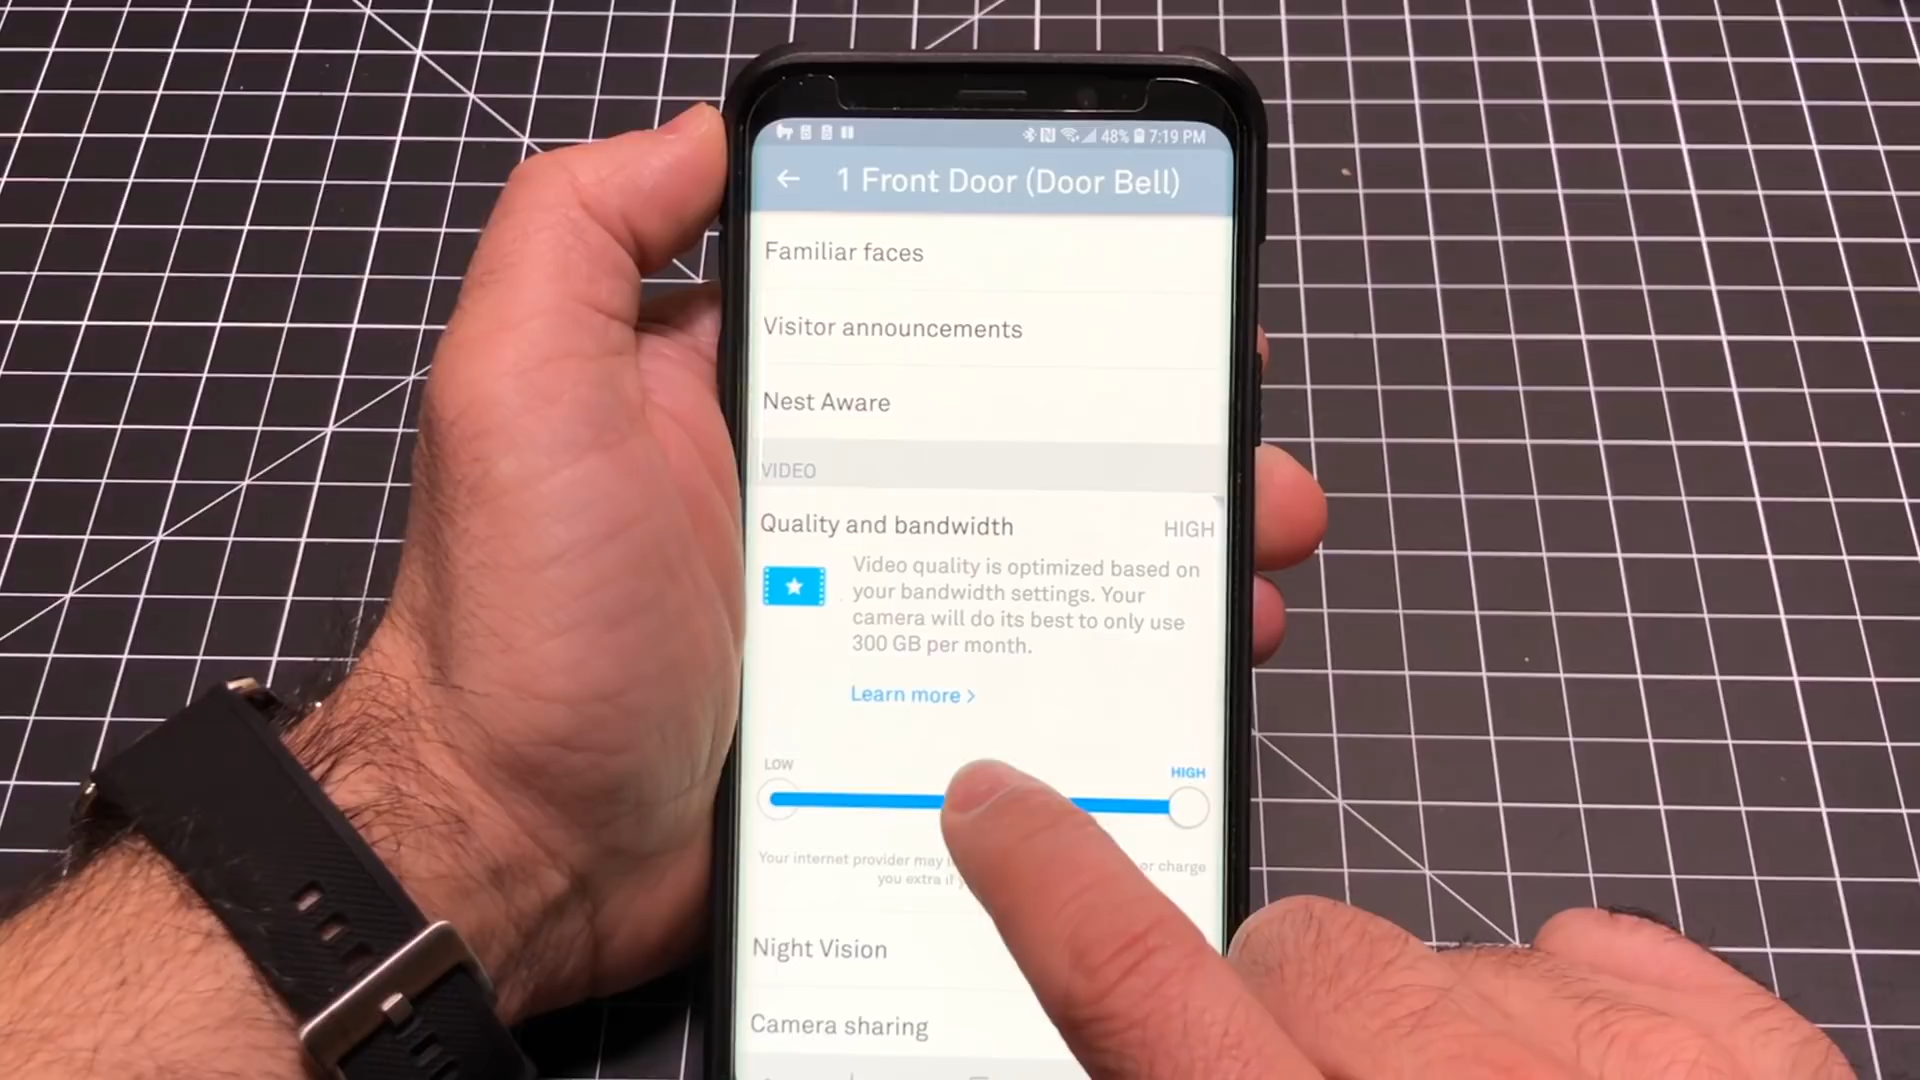 48% 7:19 PM
1 Front Door (Door Bell)
Familiar faces
Visitor announcements
Nest Aware
VIDEO
Quality and bandwidth HIGH
Video quality is optimized based on
your bandwidth settings. Your
camera will do its best to only use
300 GB per month.
Learn more >
LOW HIGH
Your internet provider may or charge
you extra if
Night Vision
Camera sharing